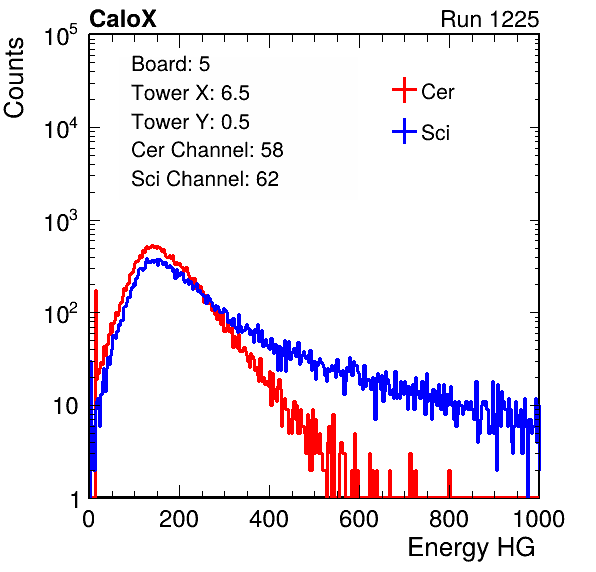 CaloX Run 1225
Counts
10^5
10^4
10^3
10^2
10
1
Board: 5
Tower X: 6.5
Tower Y: 0.5
Cer Channel: 58
Sci Channel: 62
Cer
Sci
0 200 400 600 800 1000
Energy HG